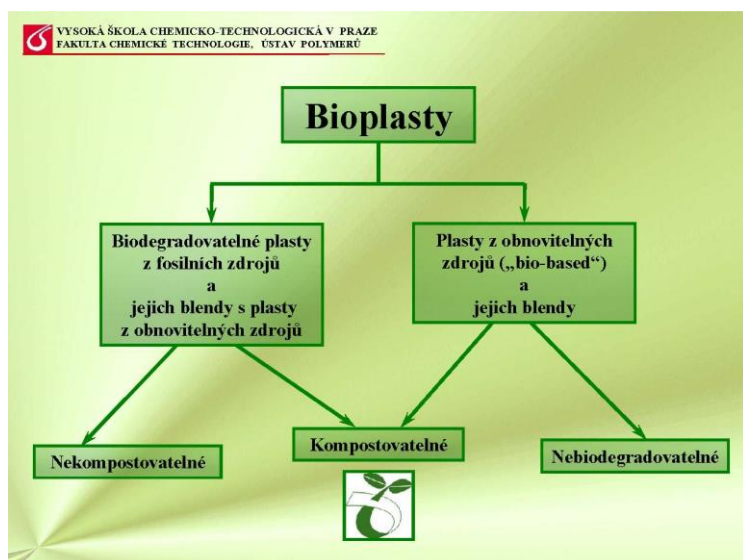 VYSOKÁ ŠKOLA CHEMICKO-TECHNOLOGICKÁ V PRAZE
FAKULTA CHEMICKÉ TECHNOLOGIE, ÚSTAV POLYMERŮ
Bioplasty
Biodegradovatelné plasty
z fosilních zdrojů
a
jejich blendy s plasty
z obnovitelných zdrojů
Plasty z obnovitelných
zdrojů („bio-based“)
a
jejich blendy
Nekompostovatelné
Kompostovatelné
Nebiodegradovatelné